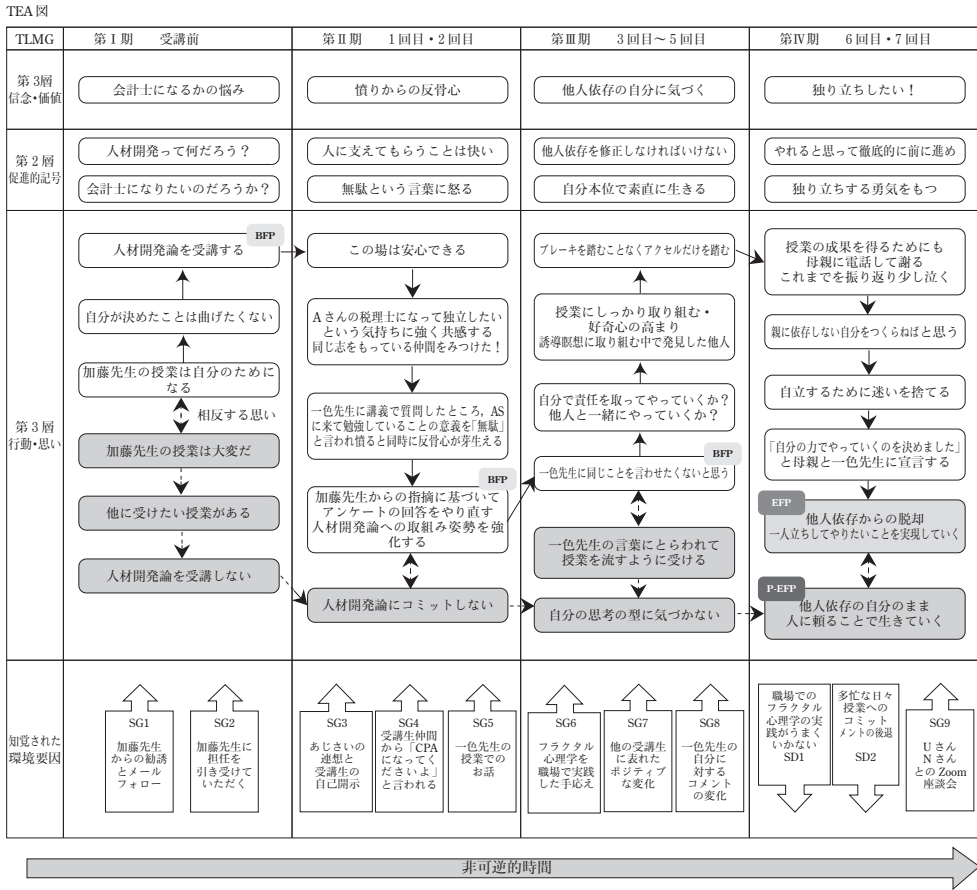 TEA図
TLMG
第Ⅰ期 受講前
第Ⅱ期 1回目・2回目
第Ⅲ期 3回目～5回目
第Ⅳ期 6回目・7回目
第3層
信念・価値
会計士になるかの悩み
憤りからの反骨心
他人依存の自分に気づく
独り立ちしたい！
第2層
促進的記号
人材開発って何だろう？
会計士になりたいのだろうか？
人に支えてもらうことは快い
無駄という言葉に怒る
他人依存を修正しなければいけない
自分本位で素直に生きる
やれると思って徹底的に前に進め
独り立ちする勇気をもつ
第3層
行動・思い
BFP
人材開発論を受講する
自分が決めたことは曲げたくない
加藤先生の授業は自分のために
なる
相反する思い
加藤先生の授業は大変だ
他に受けたい授業がある
人材開発論を受講しない
この場は安心できる
Aさんの税理士になって独立したい
という気持ちに強く共感する
同じ志をもっている仲間をみつけた！
一色先生に講義で質問したところ，AS
に来て勉強していることの意義を「無駄」
と言われ憤ると同時に反骨心が芽生える
BFP
加藤先生からの指摘に基づいて
アンケートの回答をやり直す
人材開発論への取組み姿勢を強
化する
人材開発論にコミットしない
ブレーキを踏むことなくアクセルだけを踏む
授業にしっかり取り組む・
好奇心の高まり
誘導瞑想に取り組む中で発見した他人
自分で責任を取ってやっていくか？
他人と一緒にやっていくか？
BFP
一色先生に同じことを言わせたくないと思う
一色先生の言葉にとらわれて
授業を流すように受ける
自分の思考の型に気づかない
授業の成果を得るためにも
母親に電話して謝る
これまでを振り返り少し泣く
親に依存しない自分をつくらねばと思う
自立するために迷いを捨てる
「自分の力でやっていくのを決めました」
と母親と一色先生に宣言する
EFP
他人依存からの脱却
一人立ちしてやりたいことを実現していく
P-EFP
他人依存の自分のまま
人に頼ることで生きていく
知覚された
環境要因
SG1
加藤先生
からの勧誘
とメール
フォロー
SG2
加藤先生に
担任を
引き受けて
いただく
SG3
あじさいの
連想と
受講生の
自己開示
SG4
受講生仲間
から「CPA
になってく
ださいよ」
と言われる
SG5
一色先生の
授業での
お話
SG6
フラクタル
心理学を
職場で実践
した手応え
SG7
他の受講生
に表れた
ポジティブ
な変化
SG8
一色先生の
自分に
対する
コメント
の変化
職場での
フラクタル
心理学の実
践がうまく
いかない
SD1
多忙な日々
授業への
コミット
メントの後退
SD2
SG9
Uさん
Nさん
とのZoom
座談会
非可逆的時間